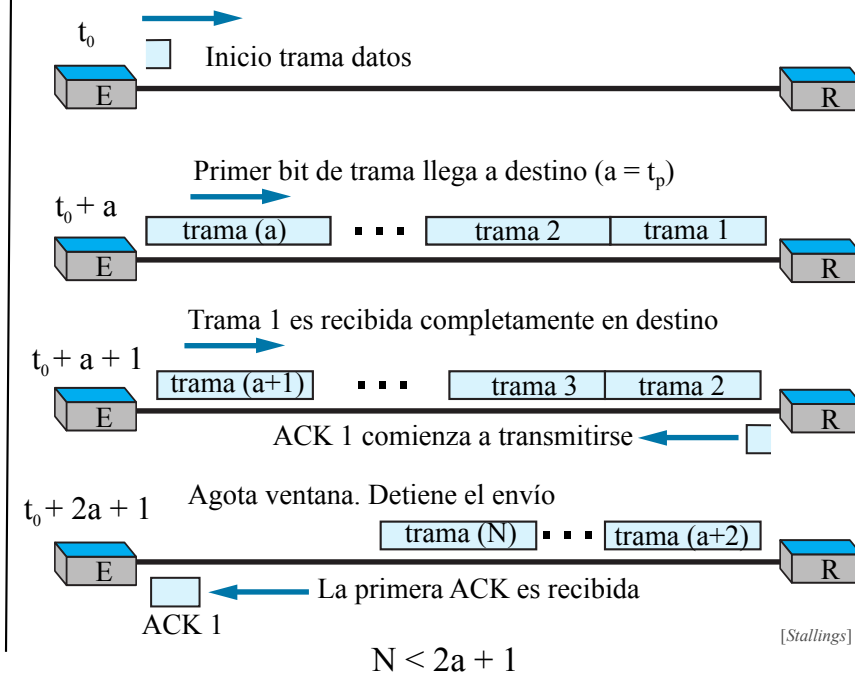 t₀
Inicio trama datos
E
R
Primer bit de trama llega a destino (a = tₚ)
t₀ + a
trama (a) ▪ ▪ ▪ trama 2 trama 1
E
R
Trama 1 es recibida completamente en destino
t₀ + a + 1
trama (a+1) ▪ ▪ ▪ trama 3 trama 2
E
R
ACK 1 comienza a transmitirse
Agota ventana. Detiene el envío
t₀ + 2a + 1
trama (N) ▪ ▪ ▪ trama (a+2)
E
R
La primera ACK es recibida
ACK 1
[Stallings]
N < 2a + 1